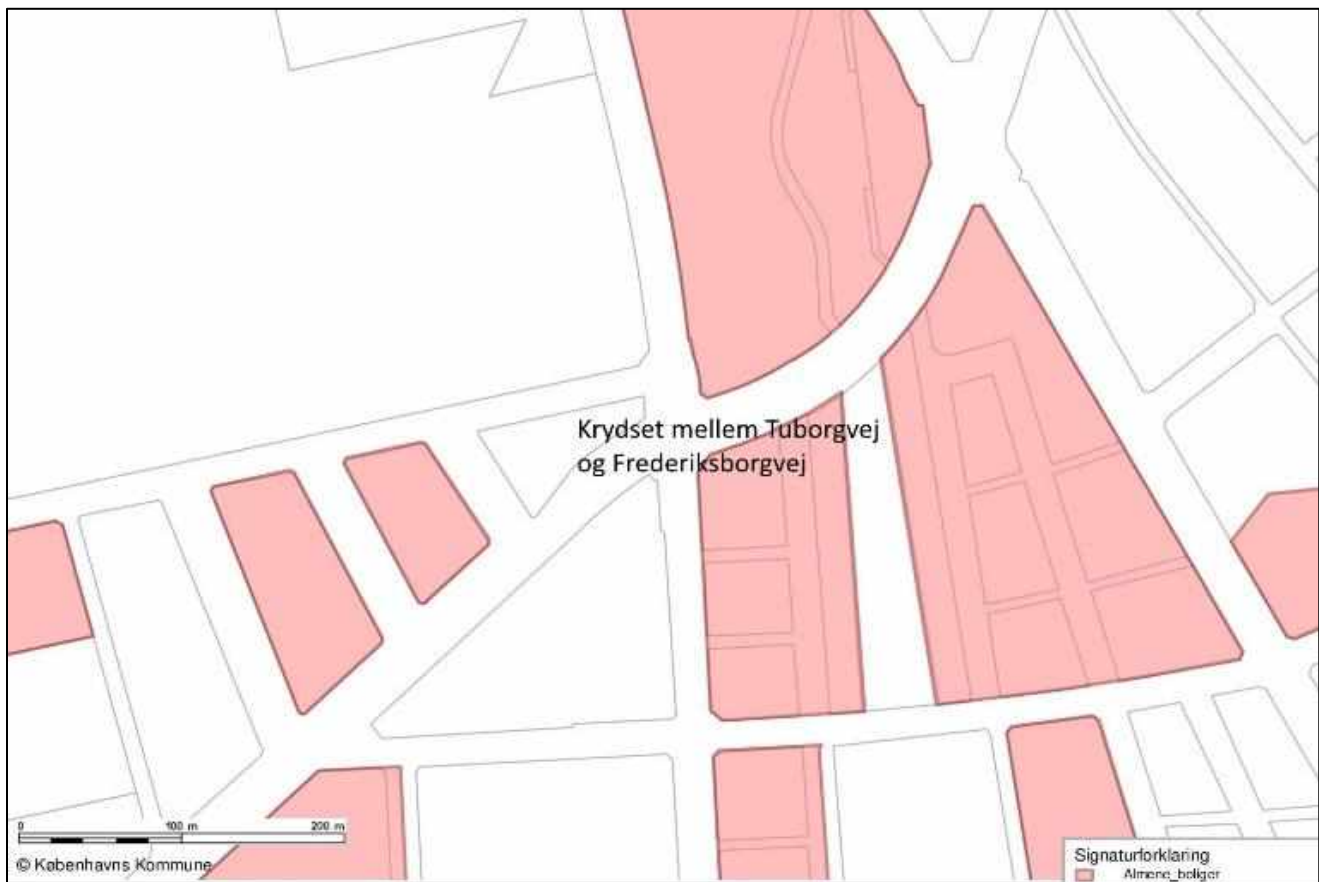 Krydset mellem Tuborgvej
og Frederiksborgvej
0 100 m 200 m
© Københavns Kommune
Signaturforklaring
Almene_boliger